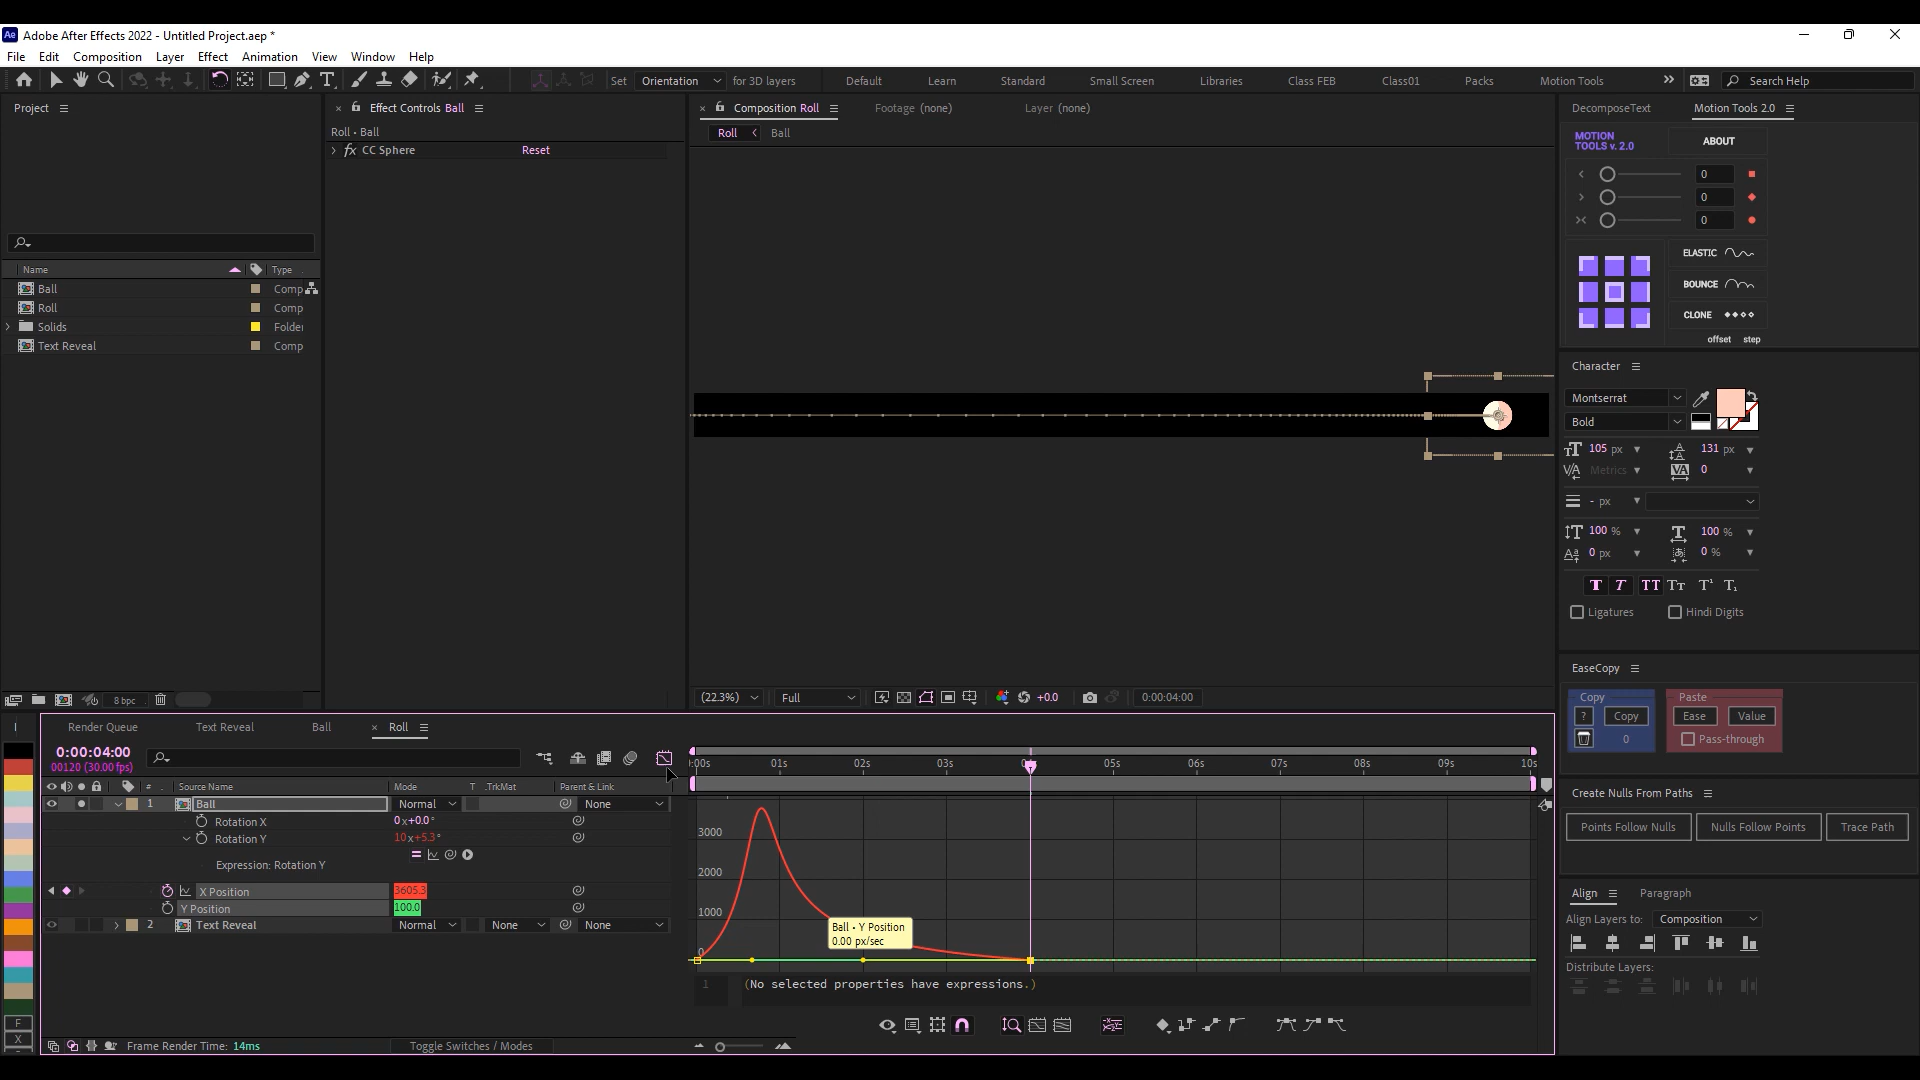 Ae Adobe After Effects 2022 - Untitled Project.aep *
File Edit Composition Layer Effect Animation View Window Help
Set Orientation for 3D layers Default Learn Standard Small Screen Libraries Class FEB Class01 Packs Motion Tools Search Help
Project
Effect Controls Ball
Roll • Ball
fx CC Sphere Reset
Composition Roll Footage (none) Layer (none)
Roll Ball
Name Type
Ball Comp
Roll Comp
Solids Folder
Text Reveal Comp
8 bpc
(22.3%) Full +0.0 0:00:04:00
DecomposeText Motion Tools 2.0
MOTION
TOOLS v. 2.0
ABOUT
0
0
0
ELASTIC
BOUNCE
CLONE
offset step
Character
Montserrat
Bold
105 px 131 px
Metrics 0
- px
100 % 100 %
0 px 0 %
T T TT Tt T¹ T₁
Ligatures Hindi Digits
EaseCopy
Copy Paste
? Copy Ease Value
0 Pass-through
Create Nulls From Paths
Points Follow Nulls Nulls Follow Points Trace Path
Align Paragraph
Align Layers to: Composition
Distribute Layers:
Render Queue Text Reveal Ball Roll
0:00:04:00
00120 (30.00 fps)
# Source Name Mode T .TrkMat Parent & Link
1 Ball Normal None
Rotation X 0x+0.0°
Rotation Y 10x+5.3°
Expression: Rotation Y
X Position 3605.3
Y Position 100.0
2 Text Reveal Normal None None
:00s 01s 02s 03s 05s 06s 07s 08s 09s 10s
3000
2000
1000
0
Ball • Y Position
0.00 px/sec
1 (No selected properties have expressions.)
F
X
Frame Render Time: 14ms Toggle Switches / Modes